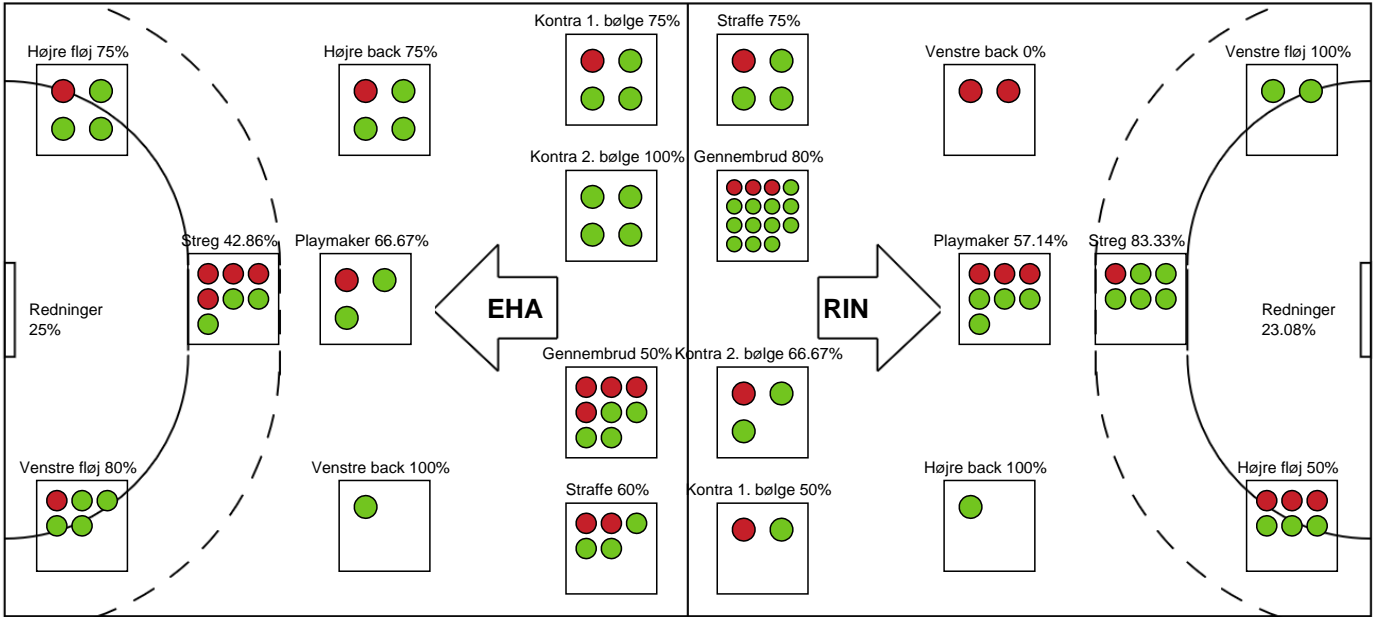 Kontra 1. bølge 75%
Straffe 75%
Højre fløj 75%
Højre back 75%
Venstre back 0%
Venstre fløj 100%
Kontra 2. bølge 100%
Gennembrud 80%
Streg 42.86%
Playmaker 66.67%
Playmaker 57.14%
Streg 83.33%
Redninger
25%
EHA
RIN
Redninger
23.08%
Gennembrud 50%
Kontra 2. bølge 66.67%
Venstre fløj 80%
Venstre back 100%
Højre back 100%
Højre fløj 50%
Straffe 60%
Kontra 1. bølge 50%